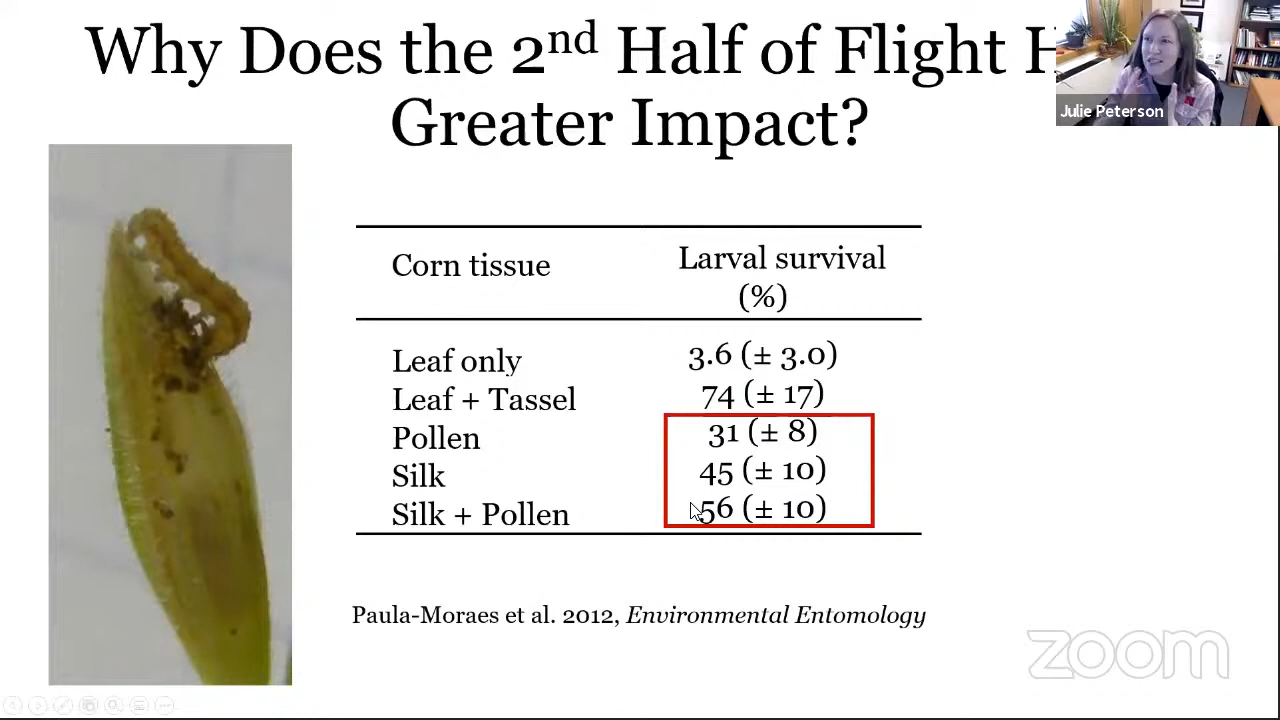 Why Does the 2nd Half of Flight H
Greater Impact?
Julie Peterson
Corn tissue Larval survival (%)
Leaf only 3.6 (± 3.0)
Leaf + Tassel 74 (± 17)
Pollen 31 (± 8)
Silk 45 (± 10)
Silk + Pollen 56 (± 10)
Paula-Moraes et al. 2012, Environmental Entomology
zoom